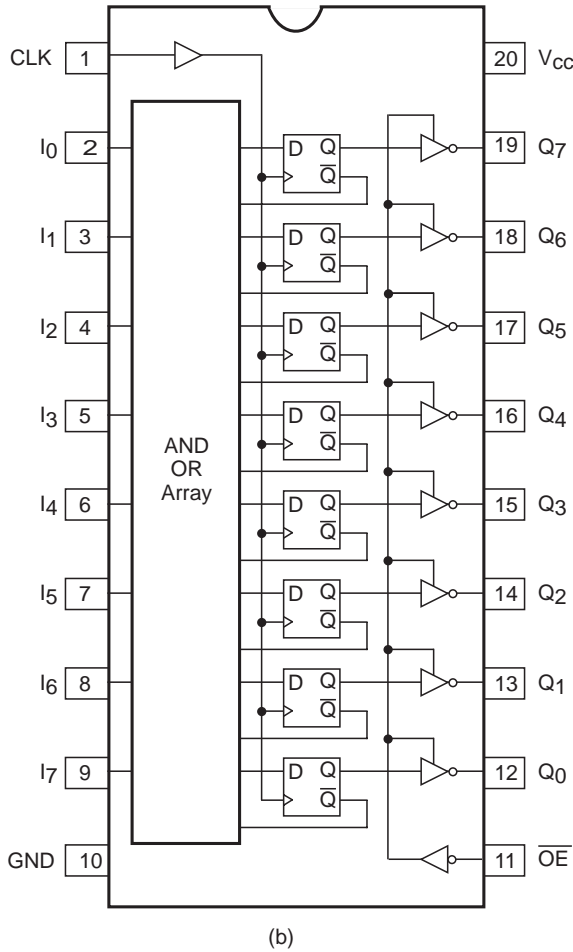 CLK 1 20 Vcc
I0 2 D Q Q̅ 19 Q7
I1 3 D Q Q̅ 18 Q6
I2 4 D Q Q̅ 17 Q5
I3 5 D Q Q̅ 16 Q4
AND
OR
Array
I4 6 D Q Q̅ 15 Q3
I5 7 D Q Q̅ 14 Q2
I6 8 D Q Q̅ 13 Q1
I7 9 D Q Q̅ 12 Q0
GND 10 11 O̅E̅
(b)